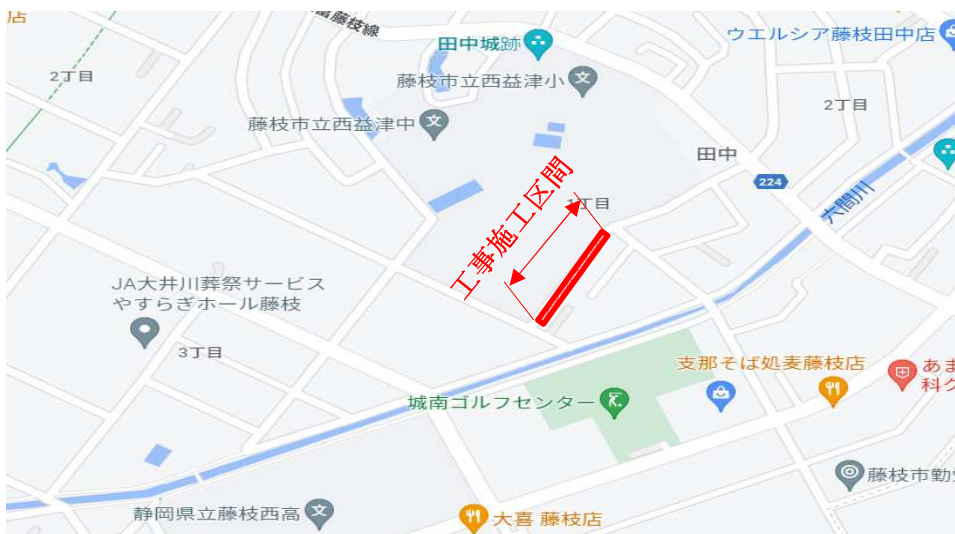 店
富藤枝線
田中城跡
ウエルシア藤枝田中店
2丁目
藤枝市立西益津小
2丁目
藤枝市立西益津中
田中
224
六間川
1丁目
工事施工区間
JA大井川葬祭サービス
やすらぎホール藤枝
3丁目
支那そば処麦藤枝店
あま
科ク
城南ゴルフセンター
藤枝市勤労
静岡県立藤枝西高
大喜 藤枝店